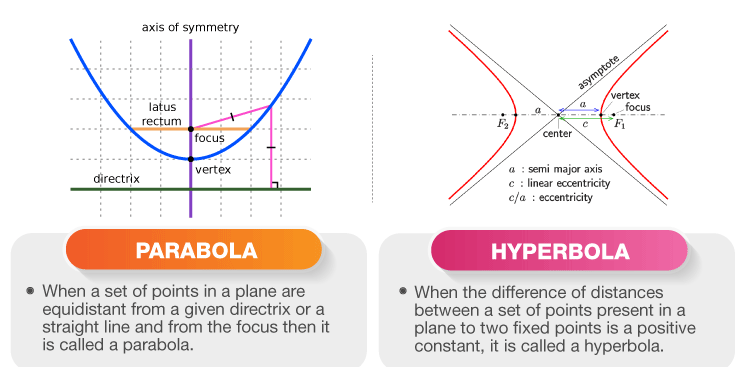 axis of symmetry
latus
rectum
focus
vertex
directrix
asymptote
a
a
vertex
focus
c
F₂
F₁
center
a : semi major axis
c : linear eccentricity
c/a : eccentricity
PARABOLA
When a set of points in a plane are
equidistant from a given directrix or a
straight line and from the focus then it
is called a parabola.
HYPERBOLA
When the difference of distances
between a set of points present in a
plane to two fixed points is a positive
constant, it is called a hyperbola.